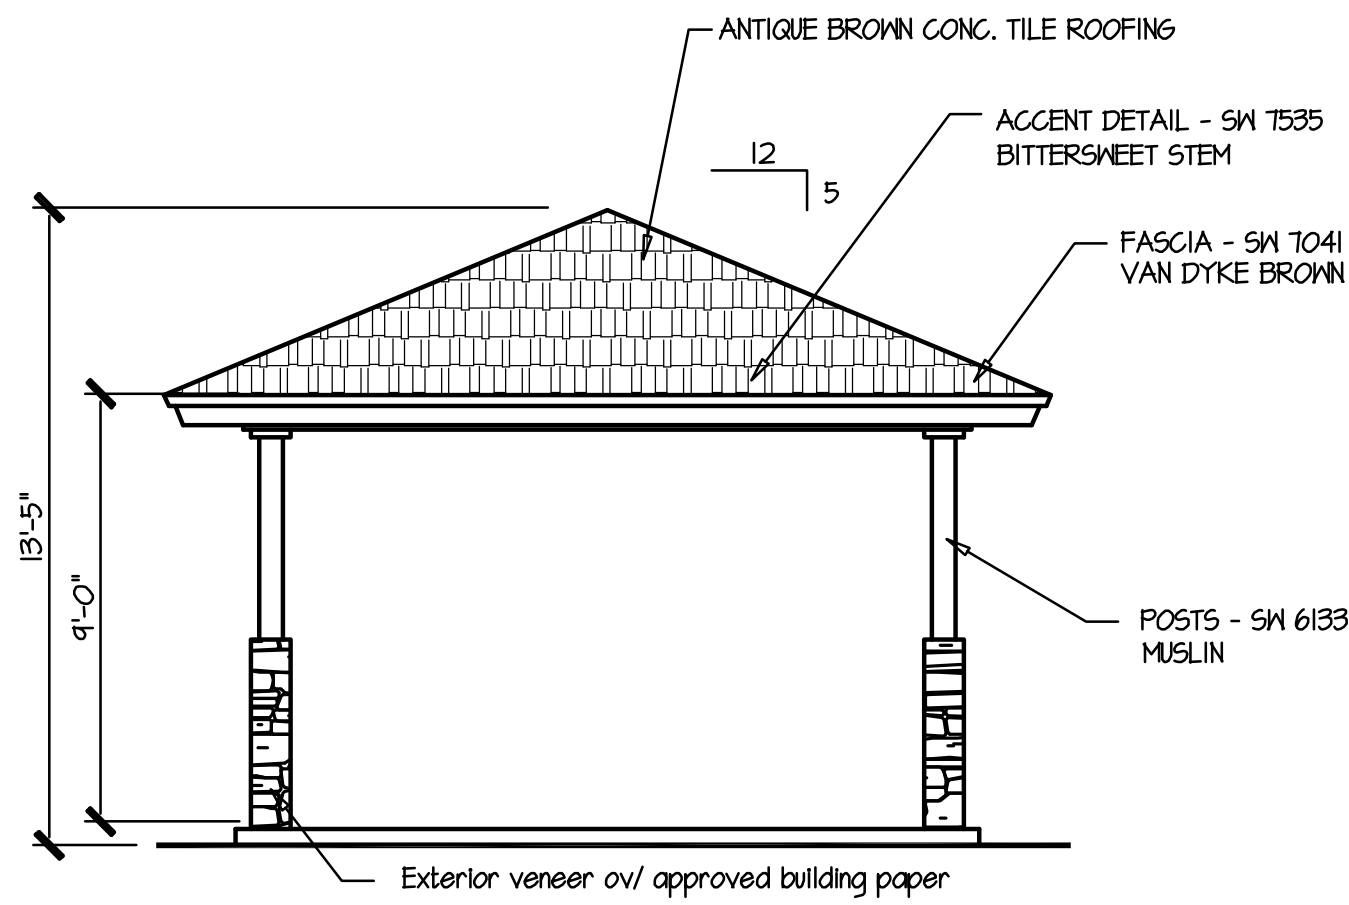 ANTIQUE BROWN CONC. TILE ROOFING
ACCENT DETAIL - SW 7535
BITTERSWEET STEM
12
5
FASCIA - SW 7041
VAN DYKE BROWN
13'-5"
9'-0"
POSTS - SW 6133
MUSLIN
Exterior veneer ov/ approved building paper